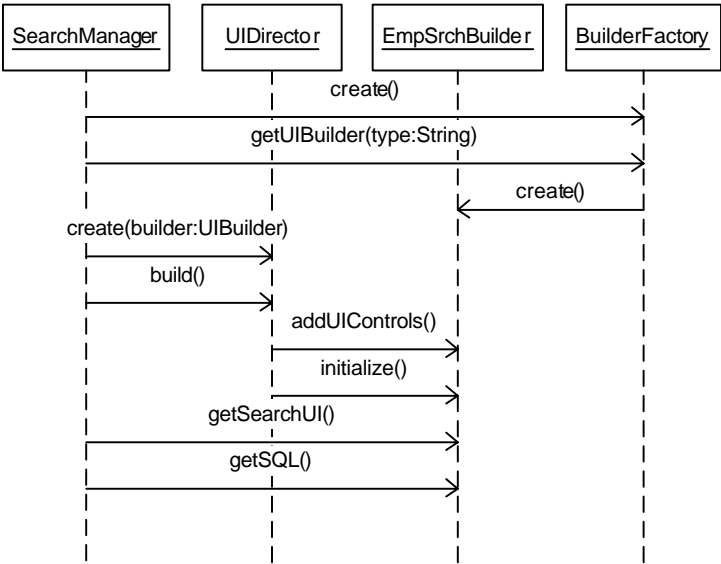 SearchManager
UIDirector
EmpSrchBuilder
BuilderFactory
create()
getUIBuilder(type:String)
create()
create(builder:UIBuilder)
build()
addUIControls()
initialize()
getSearchUI()
getSQL()